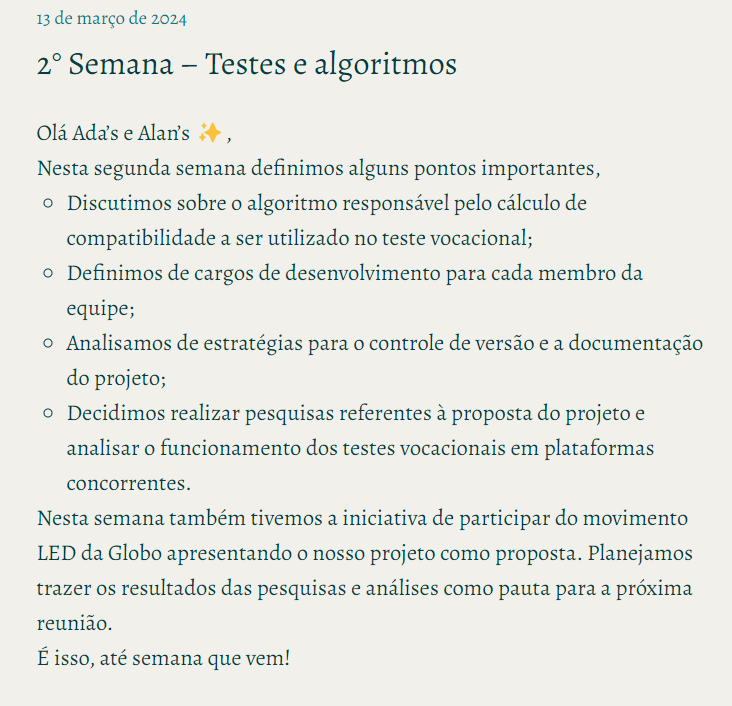 13 de março de 2024
2° Semana – Testes e algoritmos
Olá Ada’s e Alan’s ✨ ,
Nesta segunda semana definimos alguns pontos importantes,
Discutimos sobre o algoritmo responsável pelo cálculo de
compatibilidade a ser utilizado no teste vocacional;
Definimos de cargos de desenvolvimento para cada membro da
equipe;
Analisamos de estratégias para o controle de versão e a documentação
do projeto;
Decidimos realizar pesquisas referentes à proposta do projeto e
analisar o funcionamento dos testes vocacionais em plataformas
concorrentes.
Nesta semana também tivemos a iniciativa de participar do movimento
LED da Globo apresentando o nosso projeto como proposta. Planejamos
trazer os resultados das pesquisas e análises como pauta para a próxima
reunião.
É isso, até semana que vem!